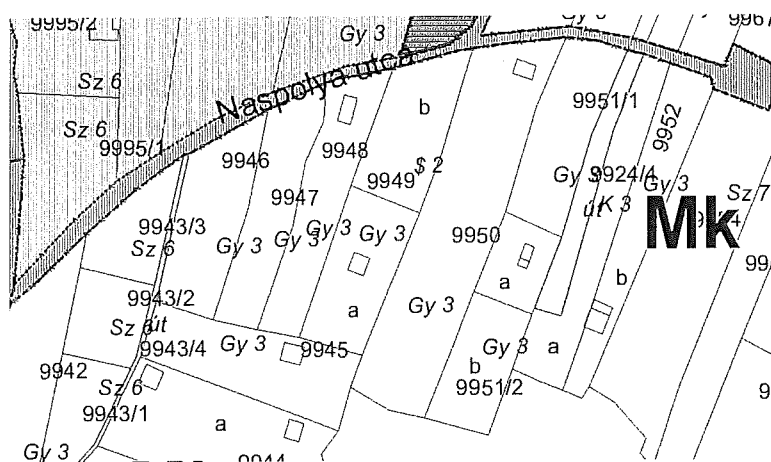 9995/2
Gy 3
Sz 6
Naspolya utca
9951/1
b
Sz 6
9995/1
9952
9946
9948
9949
$ 2
Gy 3
9924/4
Gy 3
Sz 7
9947
út
K 3
Mk
9943/3
Sz 6
Gy 3
Gy 3
Gy 3
Gy 3
9950
a
b
9943/2
Gy 3
a
Sz 6
út
9943/4
Gy 3
9945
Gy 3
a
9942
Sz 6
b
9951/2
9943/1
a
Gy 3
9944